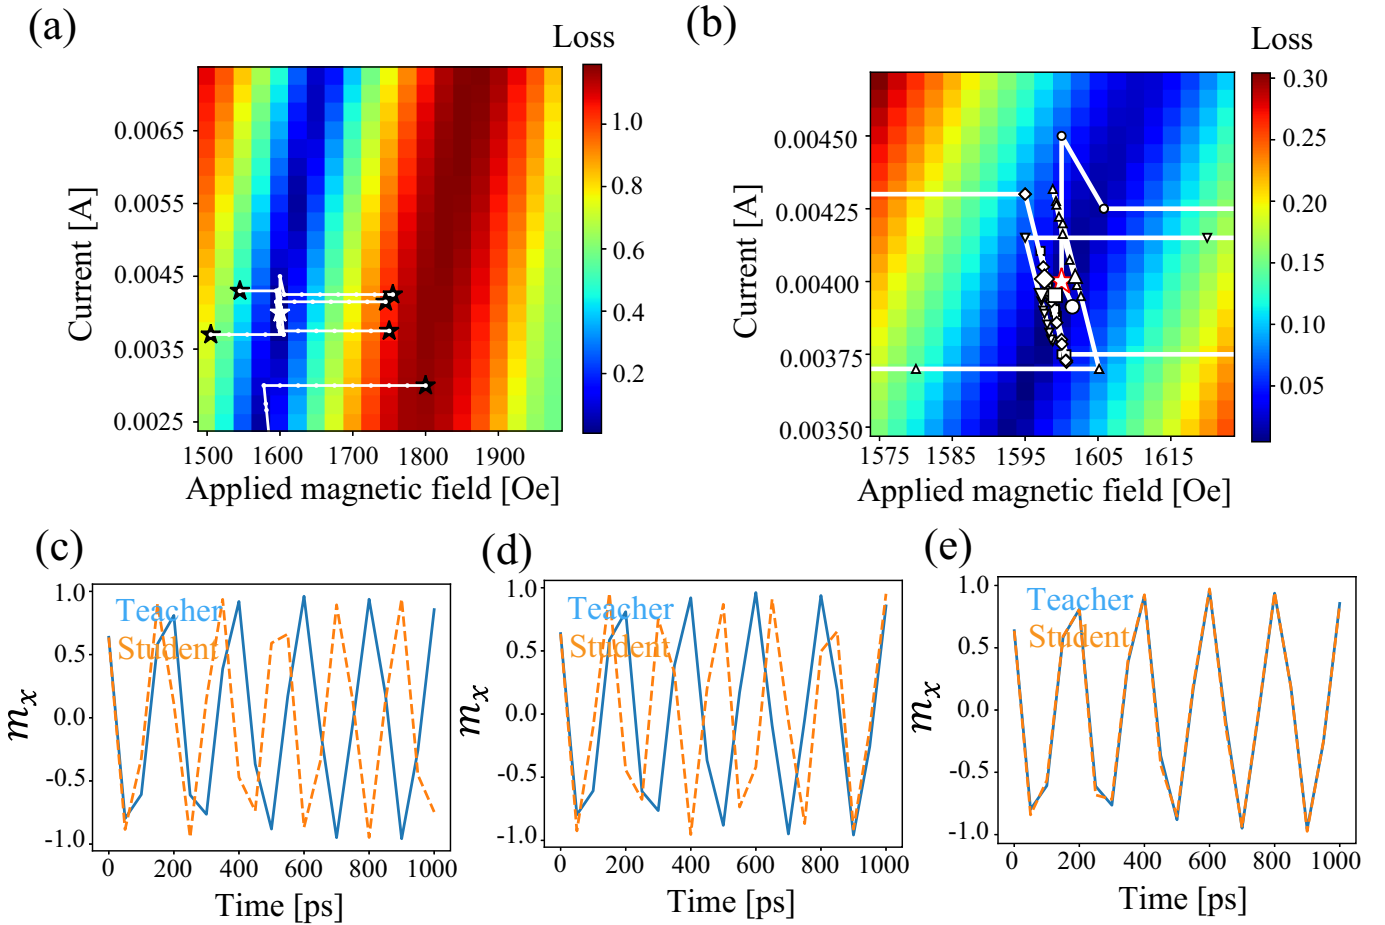 (a)
Loss
Current [A]
0.0065
0.0055
0.0045
0.0035
0.0025
1500 1600 1700 1800 1900
Applied magnetic field [Oe]
1.0
0.8
0.6
0.4
0.2
(b)
Loss
Current [A]
0.00450
0.00425
0.00400
0.00375
0.00350
1575 1585 1595 1605 1615
Applied magnetic field [Oe]
0.30
0.25
0.20
0.15
0.10
0.05
(c)
Teacher
Student
mx
1.0
0.5
0.0
-0.5
-1.0
0 200 400 600 800 1000
Time [ps]
(d)
Teacher
Student
mx
1.0
0.5
0.0
-0.5
-1.0
0 200 400 600 800 1000
Time [ps]
(e)
Teacher
Student
mx
1.0
0.5
0.0
-0.5
-1.0
0 200 400 600 800 1000
Time [ps]